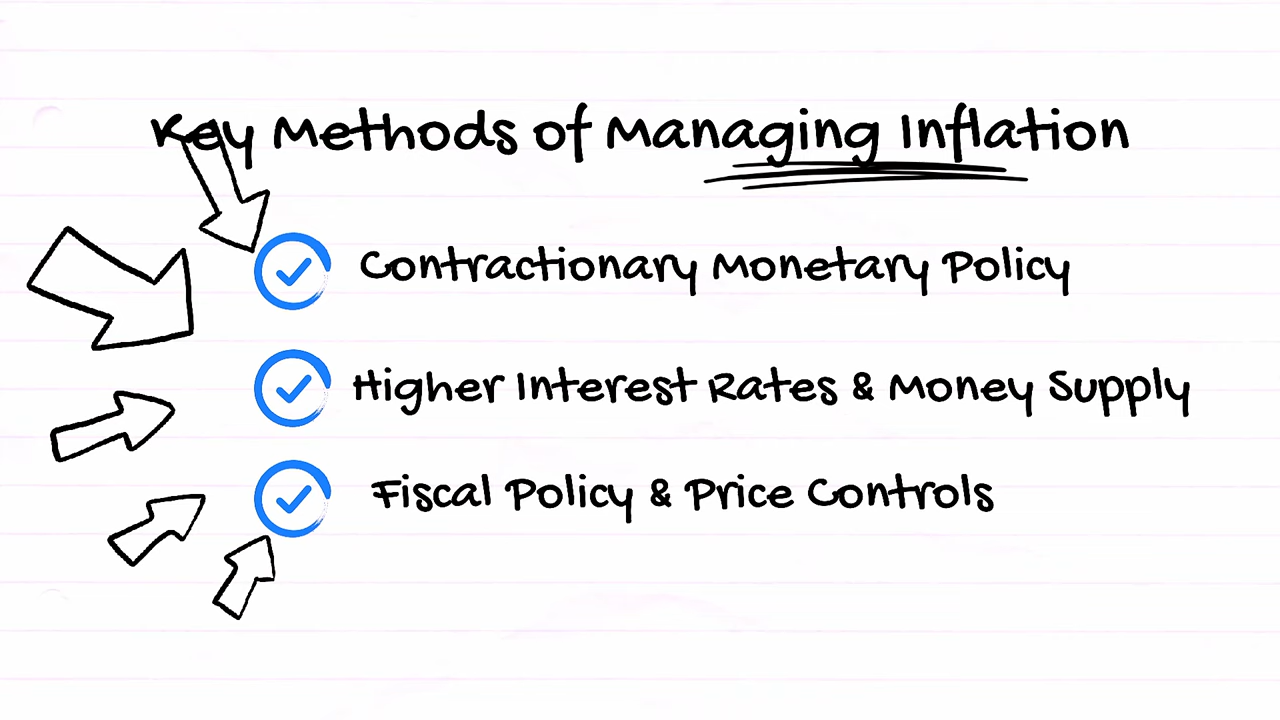 Key Methods of Managing Inflation
Contractionary Monetary Policy
Higher Interest Rates & Money Supply
Fiscal Policy & Price Controls